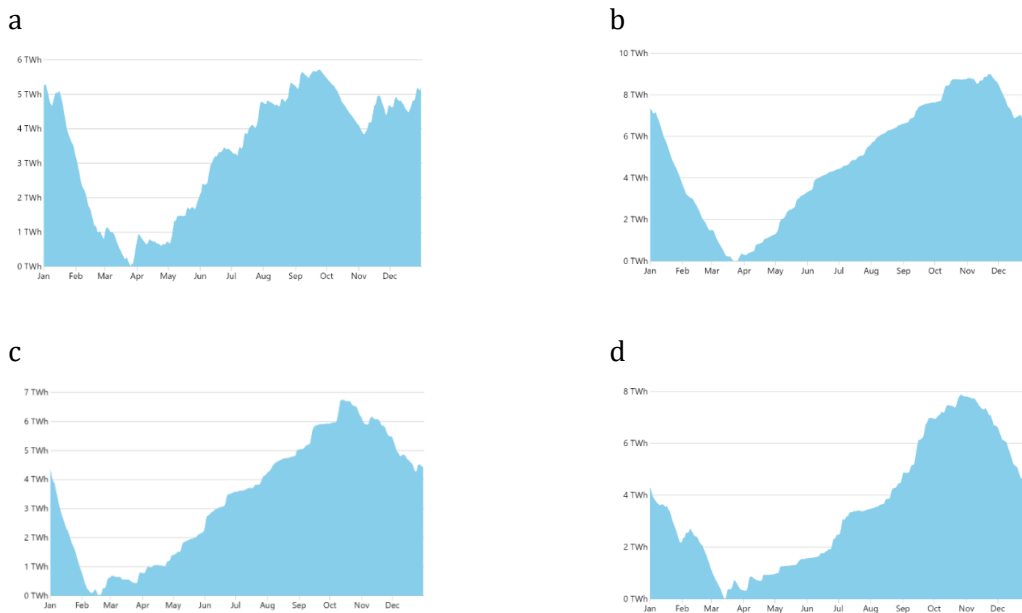 a
6 TWh
5 TWh
4 TWh
3 TWh
2 TWh
1 TWh
0 TWh
Jan Feb Mar Apr May Jun Jul Aug Sep Oct Nov Dec
b
10 TWh
8 TWh
6 TWh
4 TWh
2 TWh
0 TWh
Jan Feb Mar Apr May Jun Jul Aug Sep Oct Nov Dec
c
7 TWh
6 TWh
5 TWh
4 TWh
3 TWh
2 TWh
1 TWh
0 TWh
Jan Feb Mar Apr May Jun Jul Aug Sep Oct Nov Dec
d
8 TWh
6 TWh
4 TWh
2 TWh
0 TWh
Jan Feb Mar Apr May Jun Jul Aug Sep Oct Nov Dec